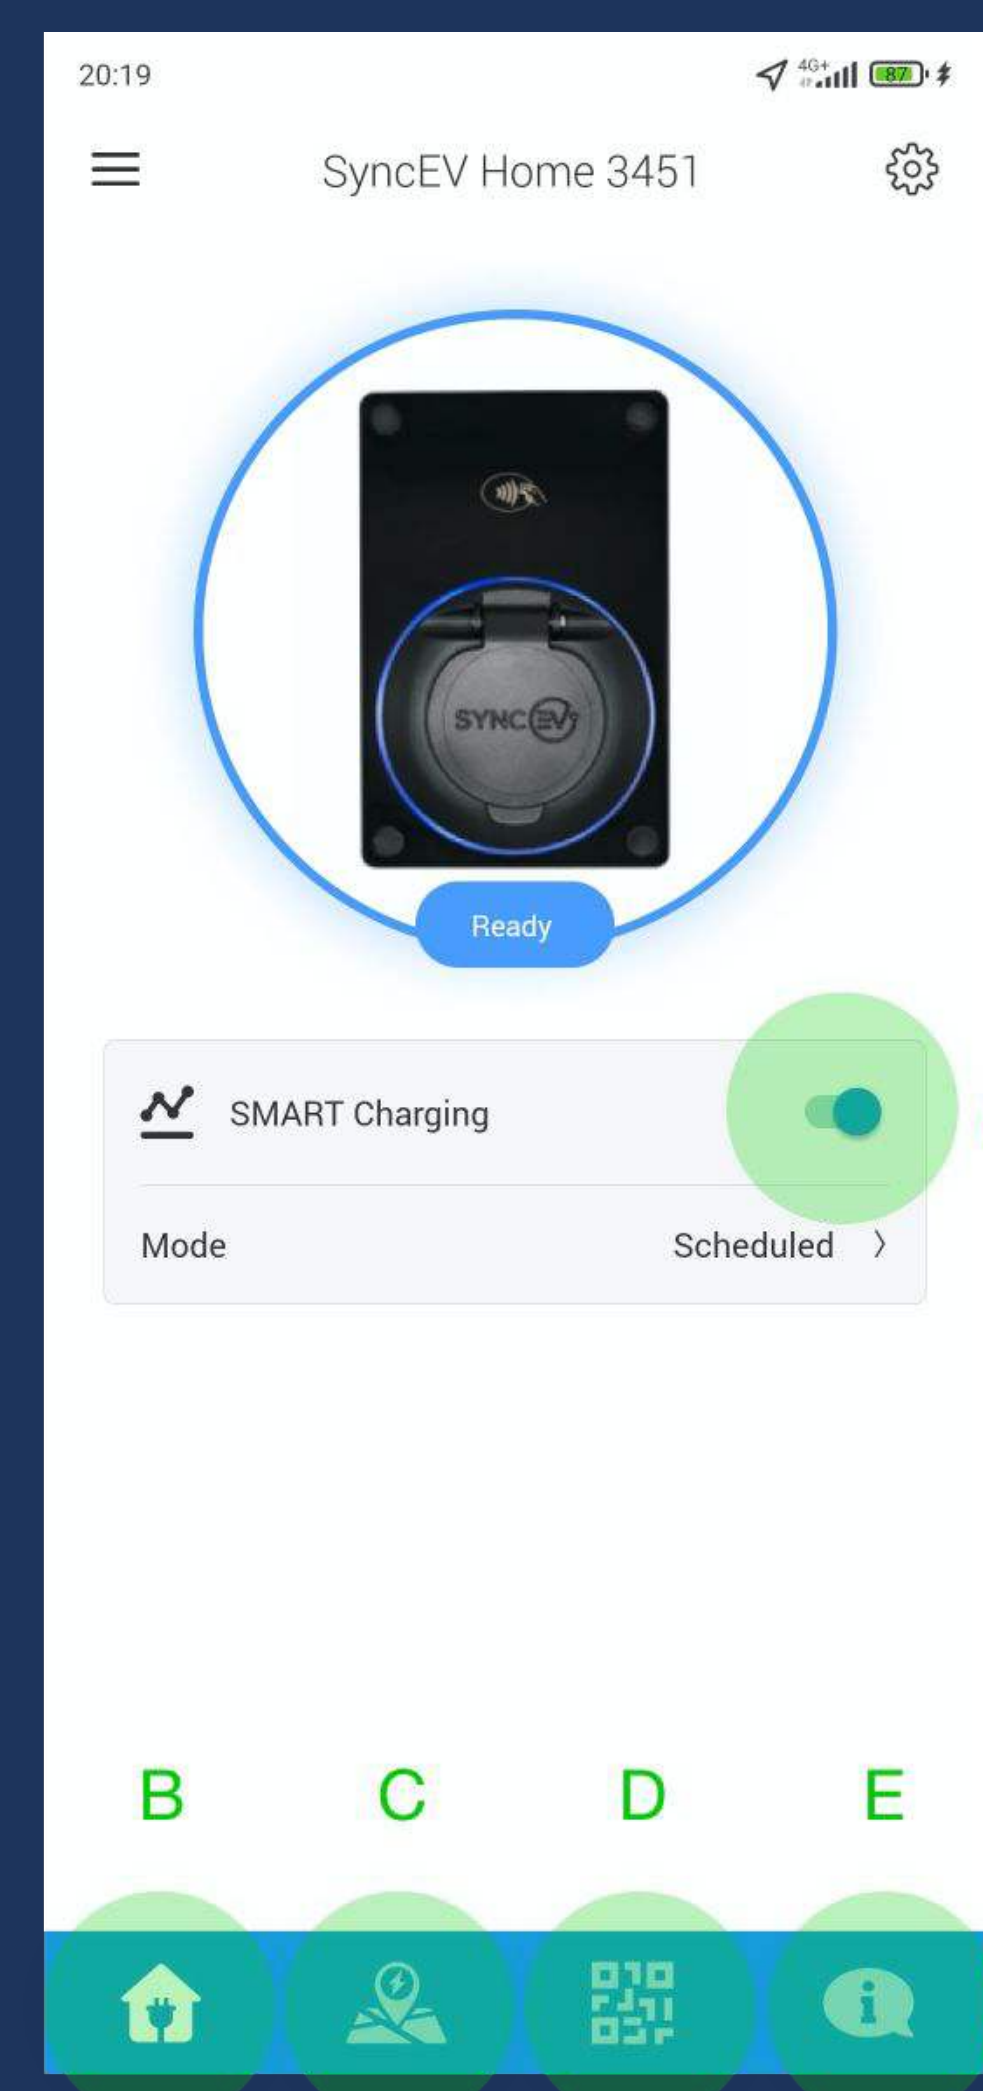 20:19
4G+
87
SyncEV Home 3451
SYNC EV
Ready
SMART Charging
Mode
Scheduled
B C D E